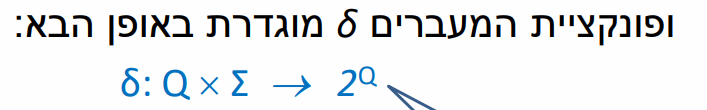 ופונקציית המעברים δ מוגדרת באופן הבא:
δ: Q × Σ → 2^Q